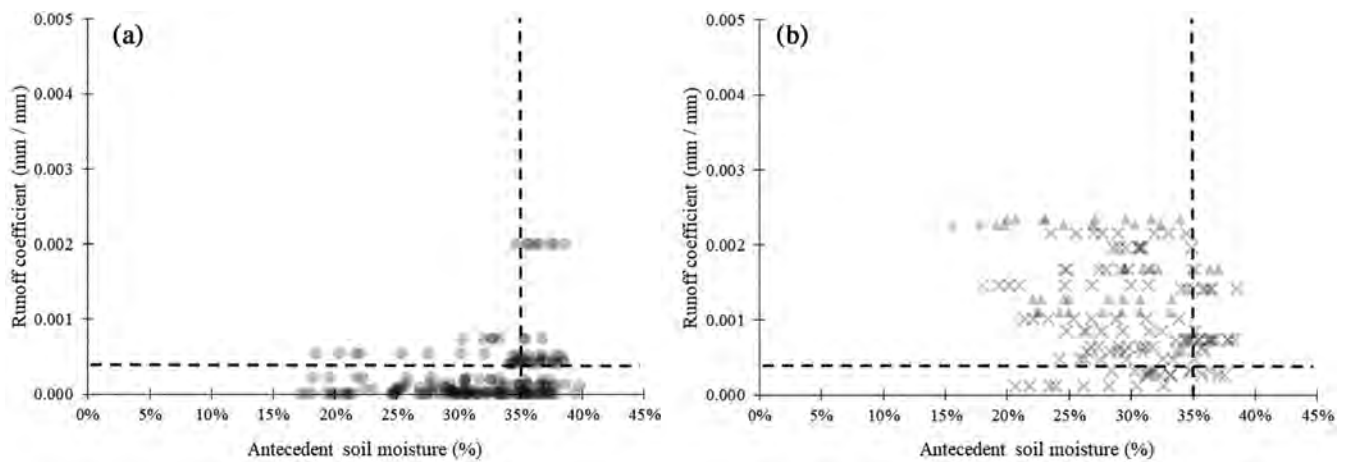 (a)
Runoff coefficient (mm / mm)
0.005
0.004
0.003
0.002
0.001
0.000
0% 5% 10% 15% 20% 25% 30% 35% 40% 45%
Antecedent soil moisture (%)
(b)
Runoff coefficient (mm / mm)
0.005
0.004
0.003
0.002
0.001
0.000
0% 5% 10% 15% 20% 25% 30% 35% 40% 45%
Antecedent soil moisture (%)